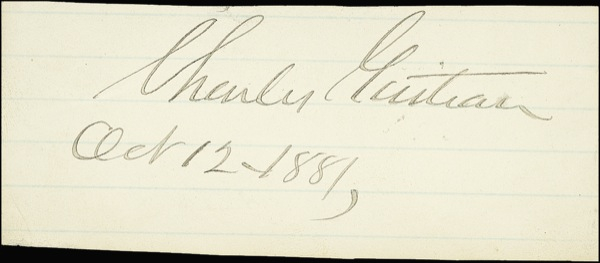 Charles Guiteau
Oct 12-1881,